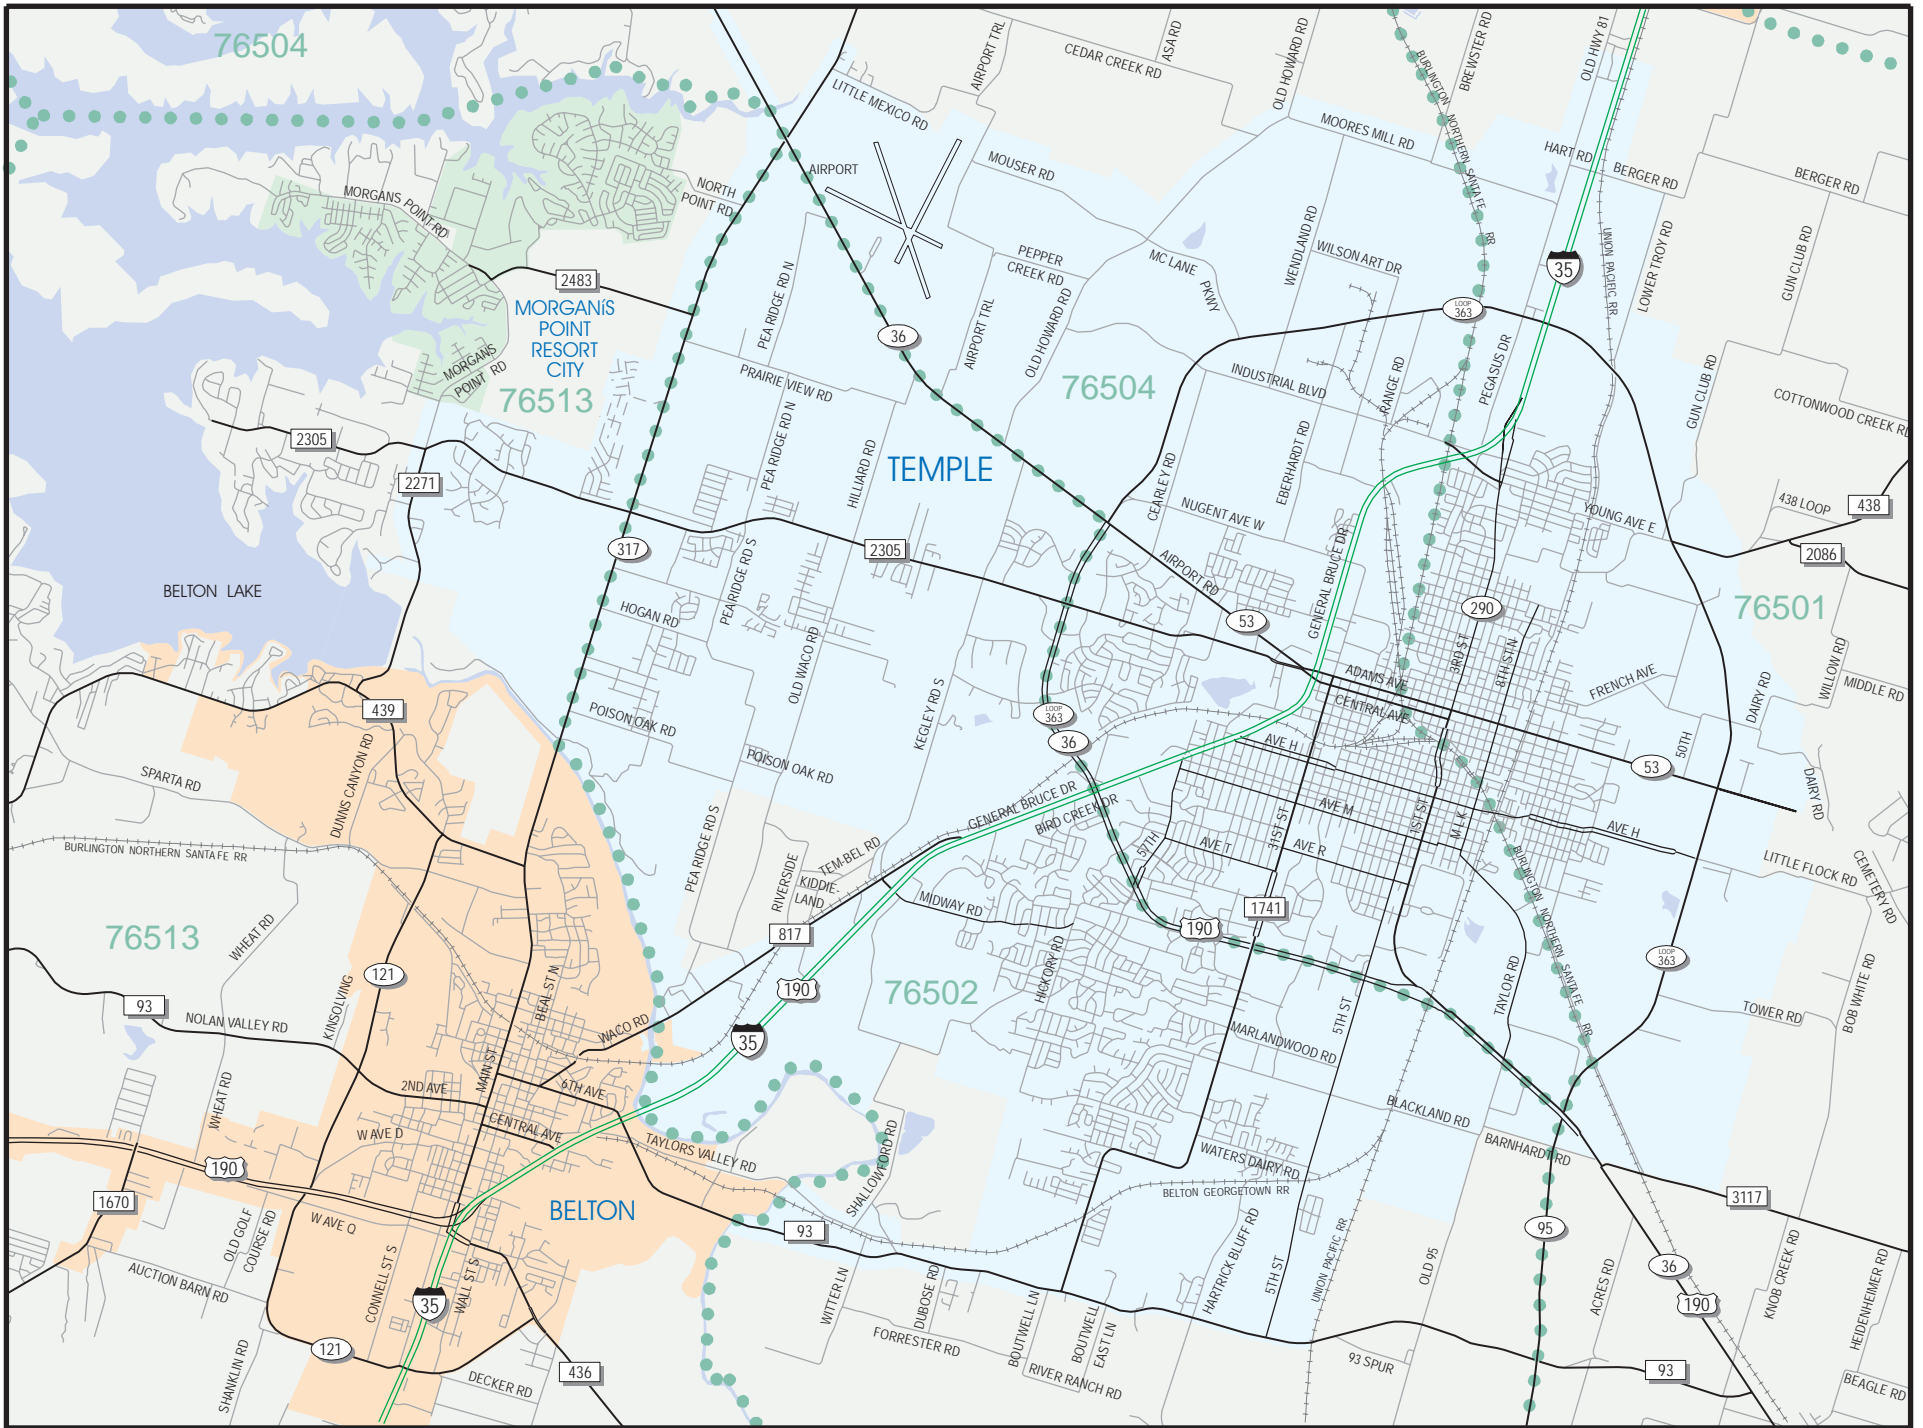 76504
CEDAR CREEK RD
AIRPORT TRL
ASA RD
OLD HOWARD RD
BREWSTER RD
OLD HWY 81
BURLINGTON NORTHERN SANTA FE RR
LITTLE MEXICO RD
MOORES MILL RD
HART RD
BERGER RD
BERGER RD
AIRPORT
MOUSER RD
NORTH
POINT RD
MORGANS POINT RD
PEPPER
CREEK RD
MC LANE
PKWY
WENDLAND RD
WILSON ART DR
UNION PACIFIC RR
LOWER TROY RD
GUN CLUB RD
35
2483
MORGANíS
POINT
RESORT
CITY
76513
MORGANS
POINT RD
PEA RIDGE RD N
36
AIRPORT TRL
OLD HOWARD RD
LOOP
363
PEGASUS DR
PRAIRIE VIEW RD
76504
INDUSTRIAL BLVD
RANGE RD
GUN CLUB RD
COTTONWOOD CREEK RD
2305
2271
PEA RIDGE RD N
HILLIARD RD
TEMPLE
CEARLEY RD
EBERHARDT RD
NUGENT AVE W
YOUNG AVE E
438 LOOP
438
2086
317
PEA RIDGE RD S
2305
AIRPORT RD
GENERAL BRUCE DR
BELTON LAKE
HOGAN RD
OLD WACO RD
53
290
76501
3RD ST
8TH ST N
ADAMS AVE
CENTRAL AVE
FRENCH AVE
WILLOW RD
MIDDLE RD
DAIRY RD
439
POISON OAK RD
KEGLEY RD S
LOOP
363
36
AVE H
50TH
53
DUNNS CANYON RD
SPARTA RD
POISON OAK RD
DAIRY RD
GENERAL BRUCE DR
BIRD CREEK DR
AVE M
31ST ST
1ST ST
M L K
AVE H
BURLINGTON NORTHERN SANTA FE RR
PEA RIDGE RD S
RIVERSIDE
TEM-BEL RD
KIDDIE-
LAND
57TH
AVE T
AVE R
BURLINGTON NORTHERN SANTA FE RR
LITTLE FLOCK RD
CEMETERY RD
MIDWAY RD
1741
190
817
76513
WHEAT RD
121
KINSOLVING
BEAL ST N
190
76502
HICKORY RD
LOOP
363
TAYLOR RD
BOB WHITE RD
93
NOLAN VALLEY RD
WACO RD
35
5TH ST
MARLANDWOOD RD
TOWER RD
MAIN ST
2ND AVE
6TH AVE
WHEAT RD
CENTRAL AVE
W AVE D
TAYLORS VALLEY RD
SHALLOWFORD RD
BLACKLAND RD
BARNHARDT RD
190
WATERS DAIRY RD
BELTON GEORGETOWN RR
1670
3117
W AVE Q
OLD GOLF
COURSE RD
BELTON
93
95
HARTRICK BLUFF RD
5TH ST
UNION PACIFIC RR
OLD 95
ACRES RD
36
190
KNOB CREEK RD
HEIDENHEIMER RD
AUCTION BARN RD
CONNELL ST S
35
WALL ST S
WITTER LN
DUBOSE RD
FORRESTER RD
BOUTWELL LN
BOUTWELL
EAST LN
RIVER RANCH RD
121
SHANKLIN RD
DECKER RD
436
93 SPUR
93
BEAGLE RD